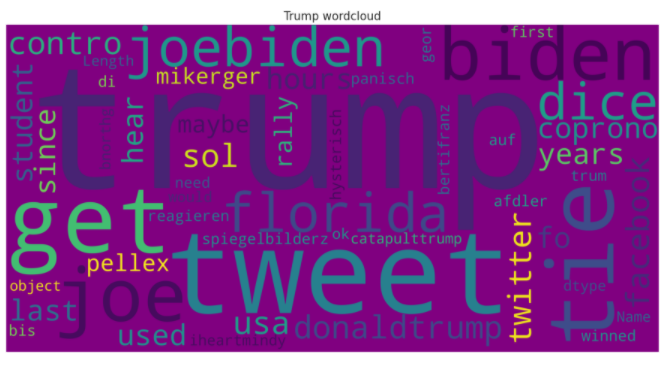 Trump wordcloud
contro
joebiden
biden
first
geor
Length
di
mikerger
hours
panisch
trump
dice
coprono
student
since
hear
maybe
sol
rally
hysterisch
bertifranz
auf
years
trum
need
get
reagieren
florida
afdler
tie
facebook
spiegelbilderz
ok
catapulttrump
fo
pellex
joe
tweet
twitter
object
last
bis
used
usa
donaldtrump
iheartmindy
dtype
Name
winned